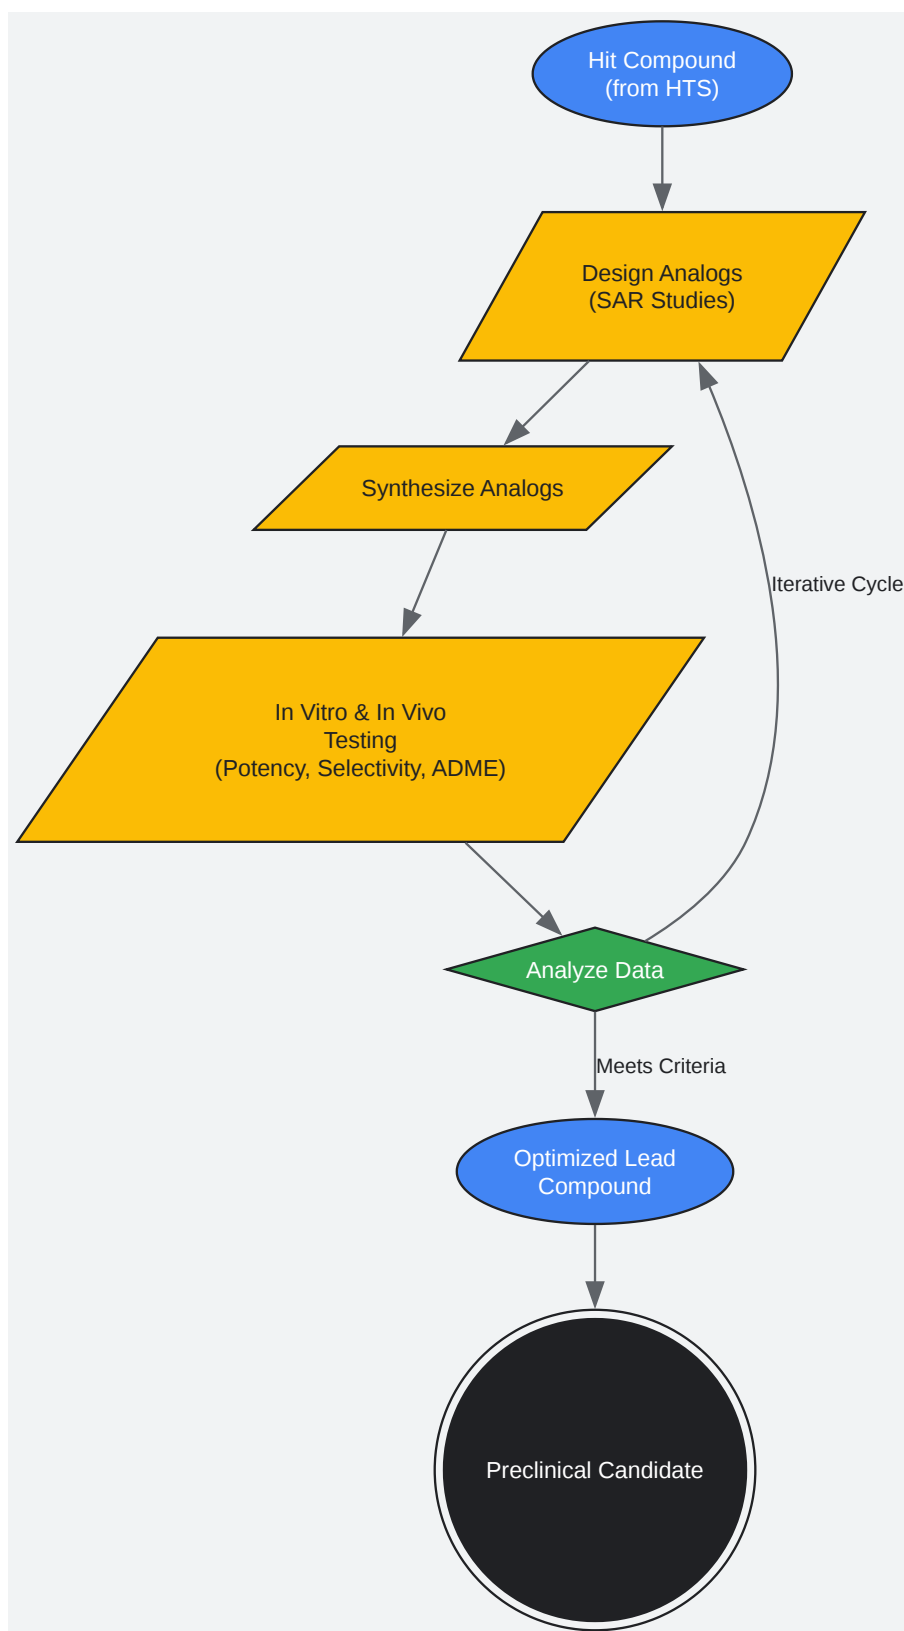 Hit Compound
(from HTS)
Design Analogs
(SAR Studies)
Synthesize Analogs
Iterative Cycle
In Vitro & In Vivo
Testing
(Potency, Selectivity, ADME)
Analyze Data
Meets Criteria
Optimized Lead
Compound
Preclinical Candidate